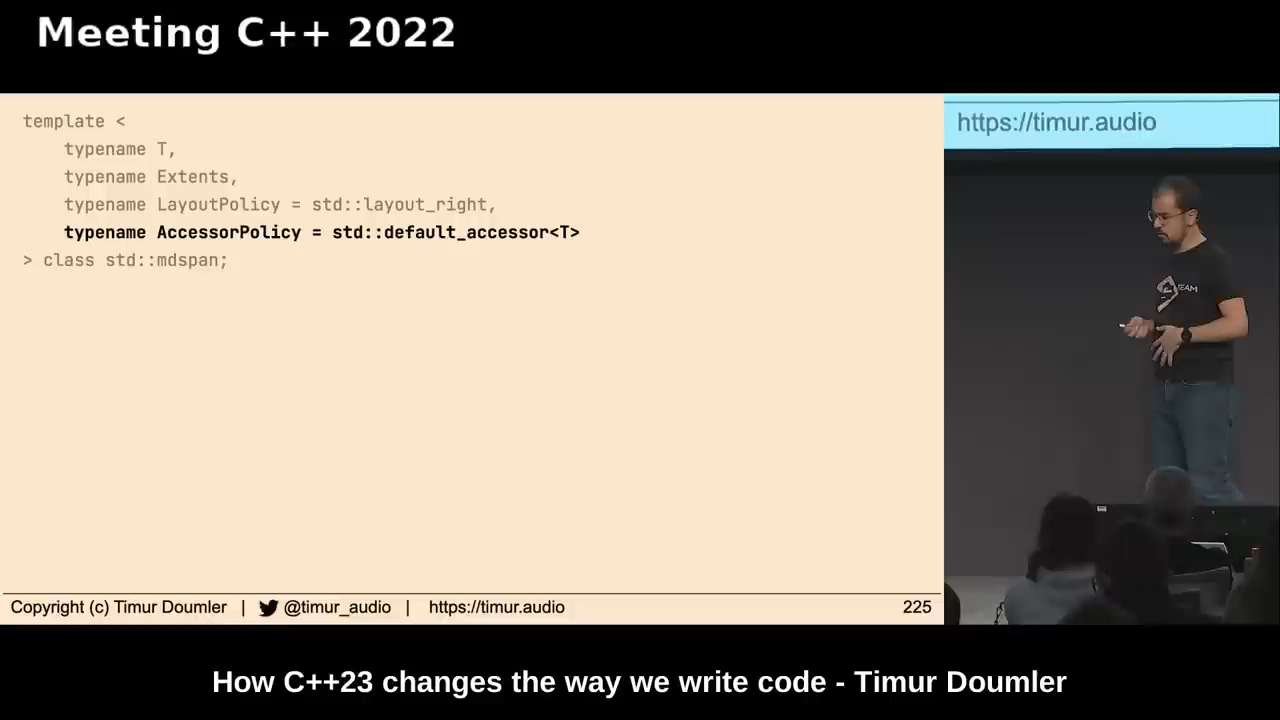 Meeting C++ 2022
template <
    typename T,
    typename Extents,
    typename LayoutPolicy = std::layout_right,
    typename AccessorPolicy = std::default_accessor<T>
> class std::mdspan;
Copyright (c) Timur Doumler | @timur_audio | https://timur.audio
225
https://timur.audio
TEAM
How C++23 changes the way we write code - Timur Doumler